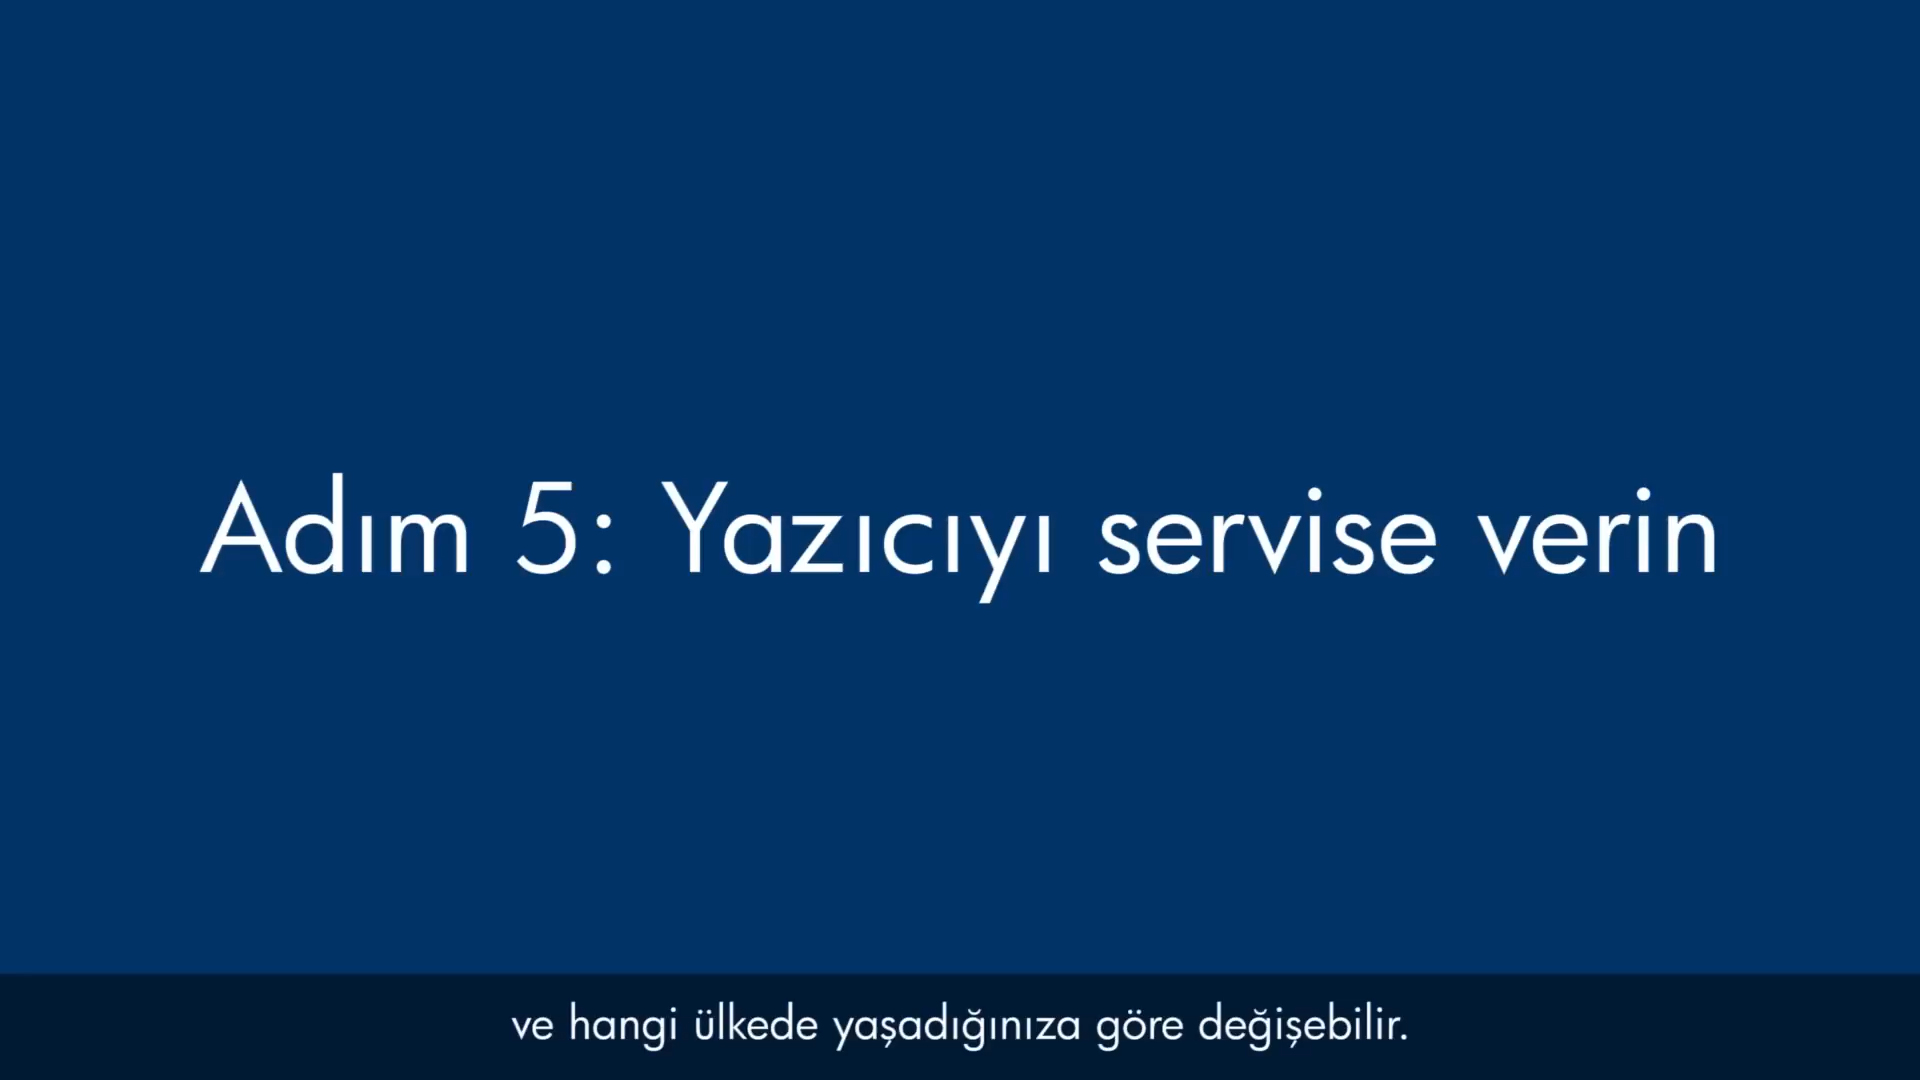 Adım 5: Yazıcıyı servise verin
ve hangi ülkede yaşadığınıza göre değişebilir.